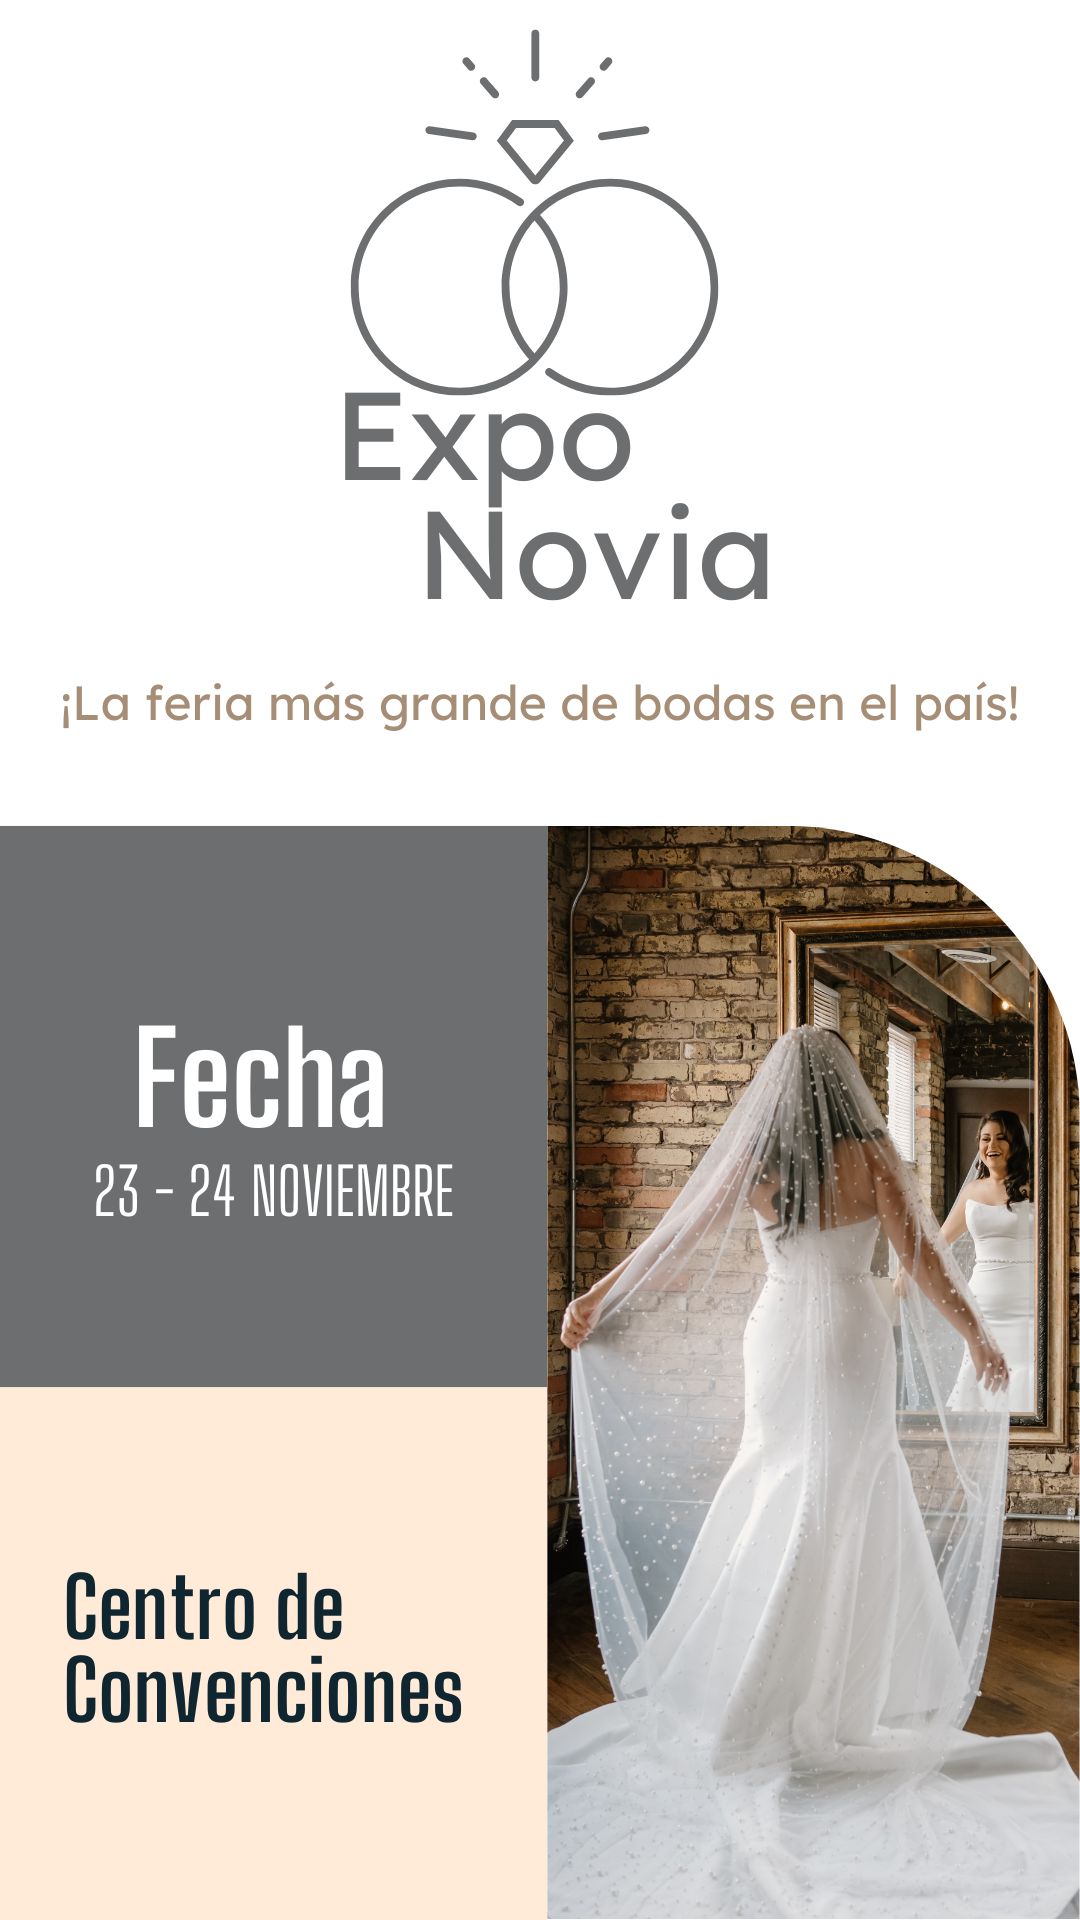 Expo
Novia
¡La feria más grande de bodas en el país!
Fecha
23 - 24 NOVIEMBRE
Centro de
Convenciones